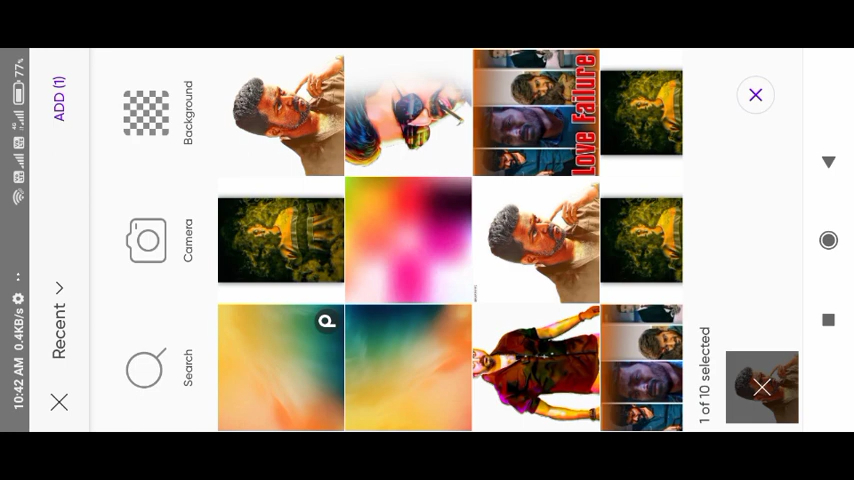 10:42 AM 0.4KB/s
77%
Recent
ADD (1)
Search
Camera
Background
Love Failure
1 of 10 selected